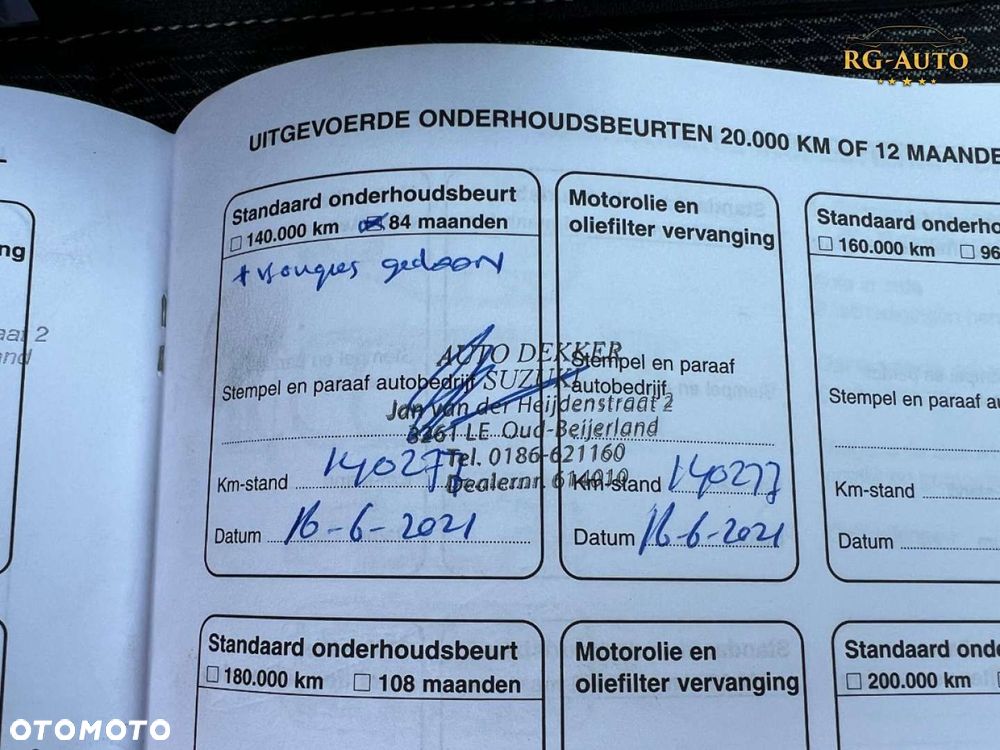 RG-AUTO
UITGEVOERDE ONDERHOUDSBEURTEN 20.000 KM OF 12 MAANDE
Standaard onderhoudsbeurt
140.000 km 84 maanden
gedaan
AUTO DEKKER
SUZUKI
Jan van der Heijdenstraat 2
3261 LE Oud-Beijerland
Tel. 0186-621160
Dealernr. 614010
Stempel en paraaf autobedrijf
Km-stand 140277
Datum 16-6-2021
Motorolie en
oliefilter vervanging
Stempel en paraaf
autobedrijf
Km-stand 140277
Datum 16-6-2021
Standaard onderho
160.000 km 96
Stempel en paraaf au
Km-stand
Datum
ng
aat 2
and
Standaard onderhoudsbeurt
180.000 km 108 maanden
Motorolie en
oliefilter vervanging
Standaard onde
200.000 km
OTOMOTO